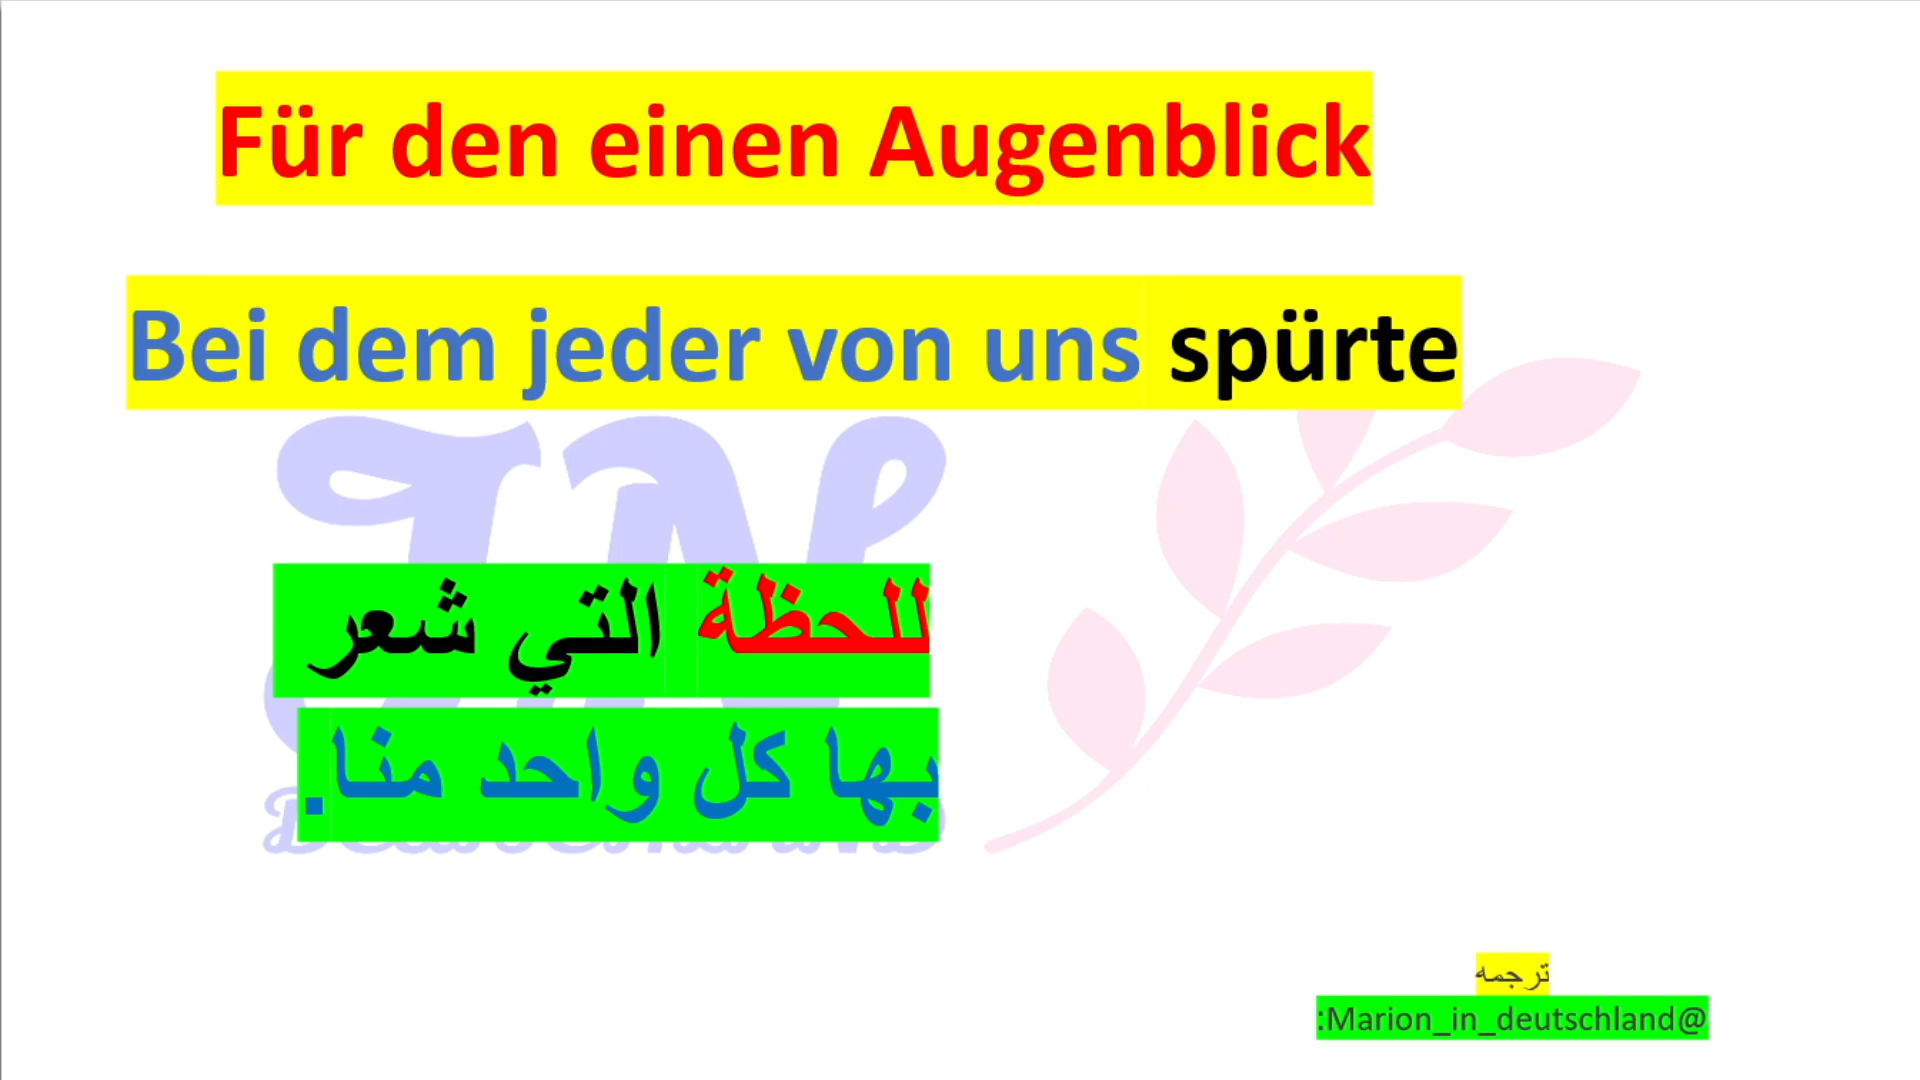 Für den einen Augenblick
Bei dem jeder von uns spürte
للحظة التي شعر
بها كل واحد منا.
ترجمه
:Marion_in_deutschland@